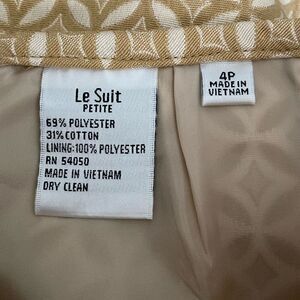 Le Suit
PETITE
69% POLYESTER
31% COTTON
LINING:100% POLYESTER
RN 54050
MADE IN VIETNAM
DRY CLEAN
4P
MADE IN
VIETNAM